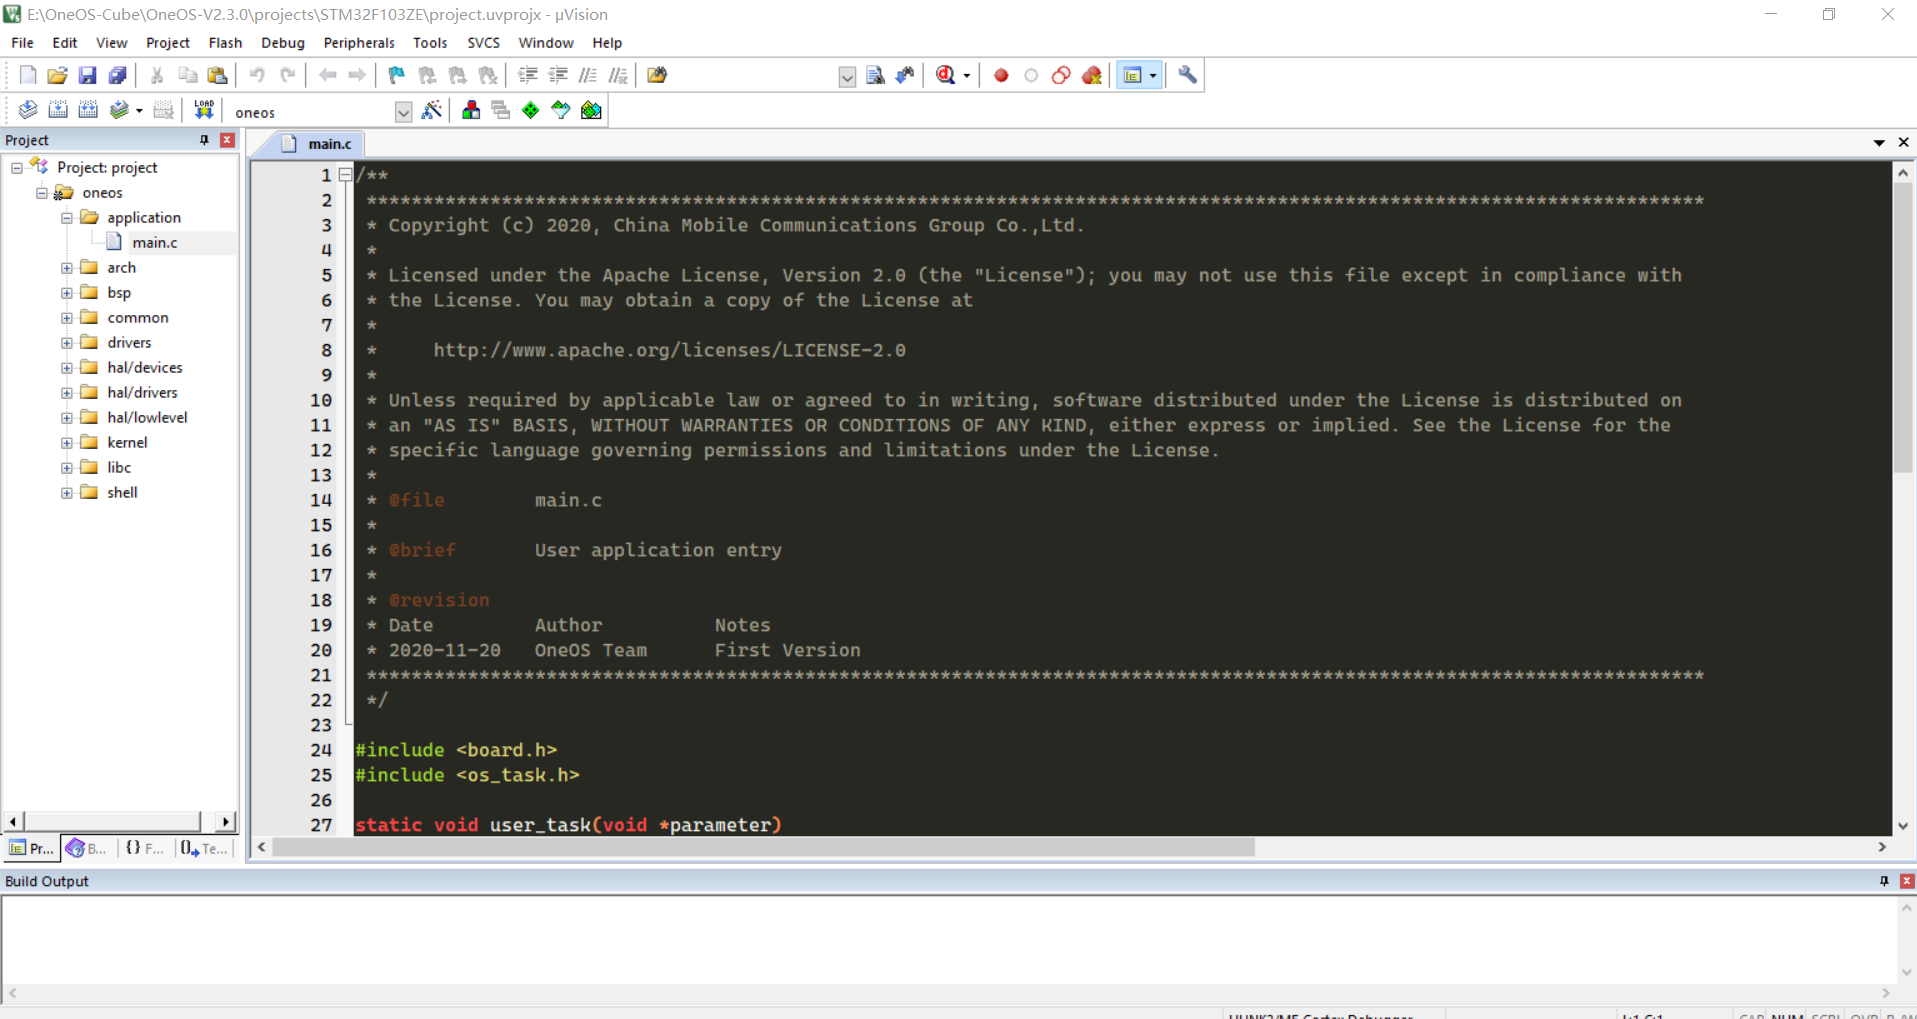 E:\OneOS-Cube\OneOS-V2.3.0\projects\STM32F103ZE\project.uvprojx - µVision
File Edit View Project Flash Debug Peripherals Tools SVCS Window Help
LOAD
oneos
Project
main.c
Project: project
oneos
application
main.c
arch
bsp
common
drivers
hal/devices
hal/drivers
hal/lowlevel
kernel
libc
shell
Pr... B... {} F... Te...
1 /**
2 ***********************************************************************************************************************
3 * Copyright (c) 2020, China Mobile Communications Group Co.,Ltd.
4 *
5 * Licensed under the Apache License, Version 2.0 (the "License"); you may not use this file except in compliance with
6 * the License. You may obtain a copy of the License at
7 *
8 *     http://www.apache.org/licenses/LICENSE-2.0
9 *
10 * Unless required by applicable law or agreed to in writing, software distributed under the License is distributed on
11 * an "AS IS" BASIS, WITHOUT WARRANTIES OR CONDITIONS OF ANY KIND, either express or implied. See the License for the
12 * specific language governing permissions and limitations under the License.
13 *
14 * @file        main.c
15 *
16 * @brief       User application entry
17 *
18 * @revision
19 * Date         Author          Notes
20 * 2020-11-20   OneOS Team      First Version
21 ***********************************************************************************************************************
22 */
23
24 #include <board.h>
25 #include <os_task.h>
26
27 static void user_task(void *parameter)
Build Output